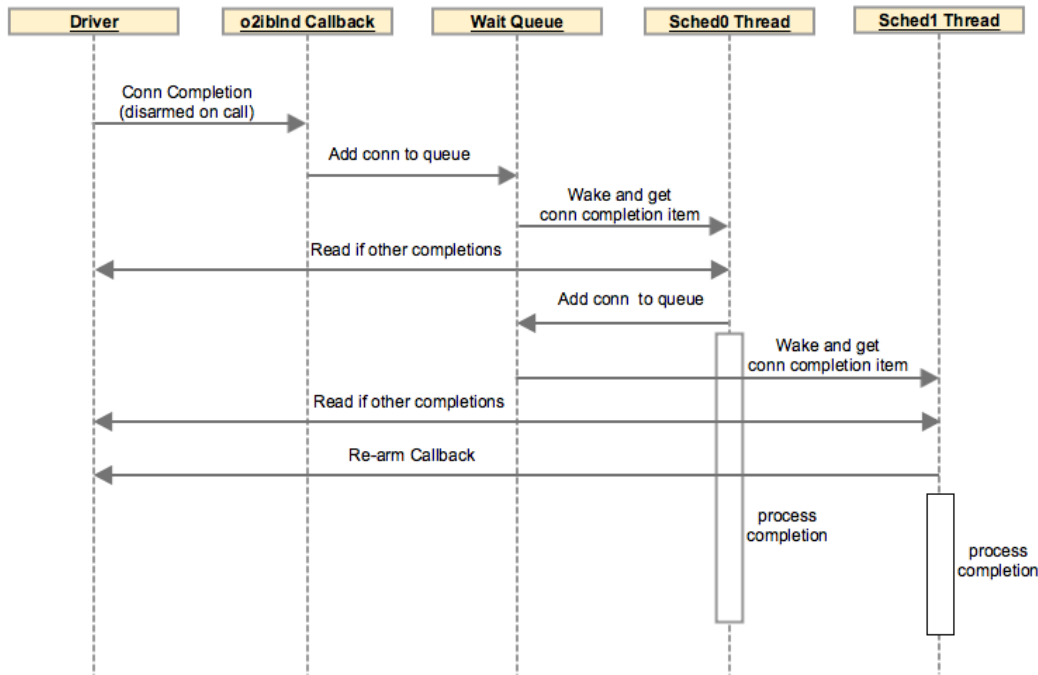 Driver
o2iblnd Callback
Wait Queue
Sched0 Thread
Sched1 Thread
Conn Completion
(disarmed on call)
Add conn to queue
Wake and get
conn completion item
Read if other completions
Add conn to queue
Wake and get
conn completion item
Read if other completions
Re-arm Callback
process
completion
process
completion